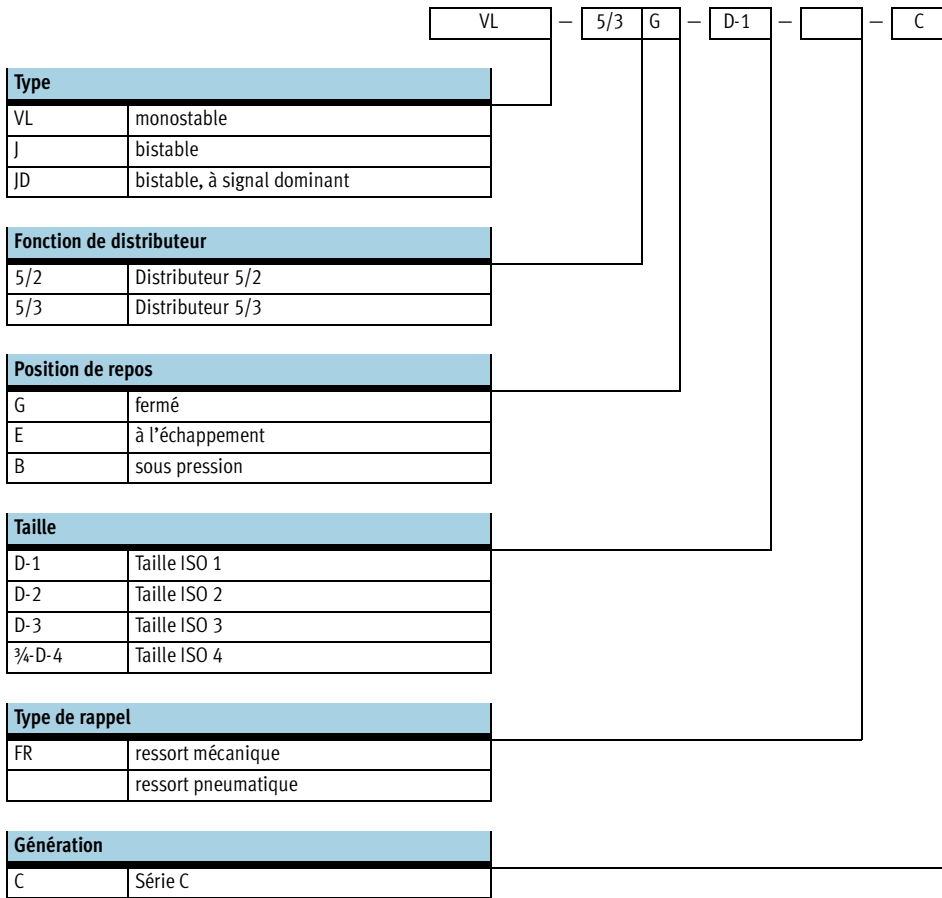 VL – 5/3 G – D-1 – – C
Type
VL monostable
J bistable
JD bistable, à signal dominant
Fonction de distributeur
5/2 Distributeur 5/2
5/3 Distributeur 5/3
Position de repos
G fermé
E à l’échappement
B sous pression
Taille
D-1 Taille ISO 1
D-2 Taille ISO 2
D-3 Taille ISO 3
¾-D-4 Taille ISO 4
Type de rappel
FR ressort mécanique
ressort pneumatique
Génération
C Série C